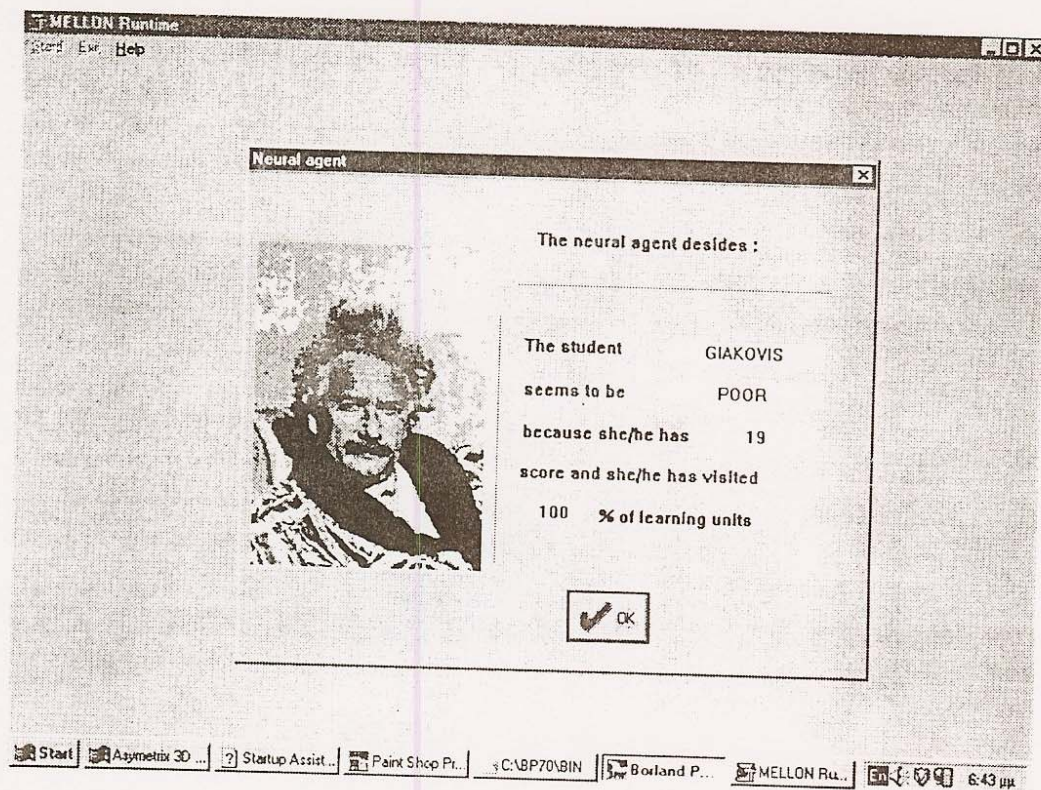 MELLON Runtime
Start Exit Help
Neural agent
The neural agent desides :
The student GIAKOVIS
seems to be POOR
because she/he has 19
score and she/he has visited
100 % of learning units
OK
Start Asymetrix 3D ... Startup Assist... Paint Shop Pr... C:\BP70\BIN Borland P... MELLON Ru... En 6:43 μμ